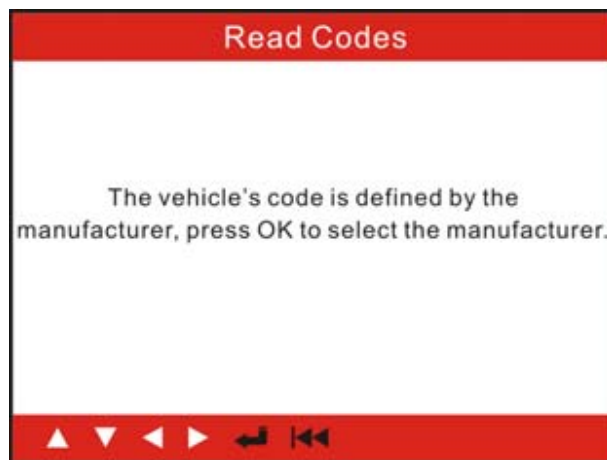 Read Codes
The vehicle's code is defined by the
manufacturer, press OK to select the manufacturer.